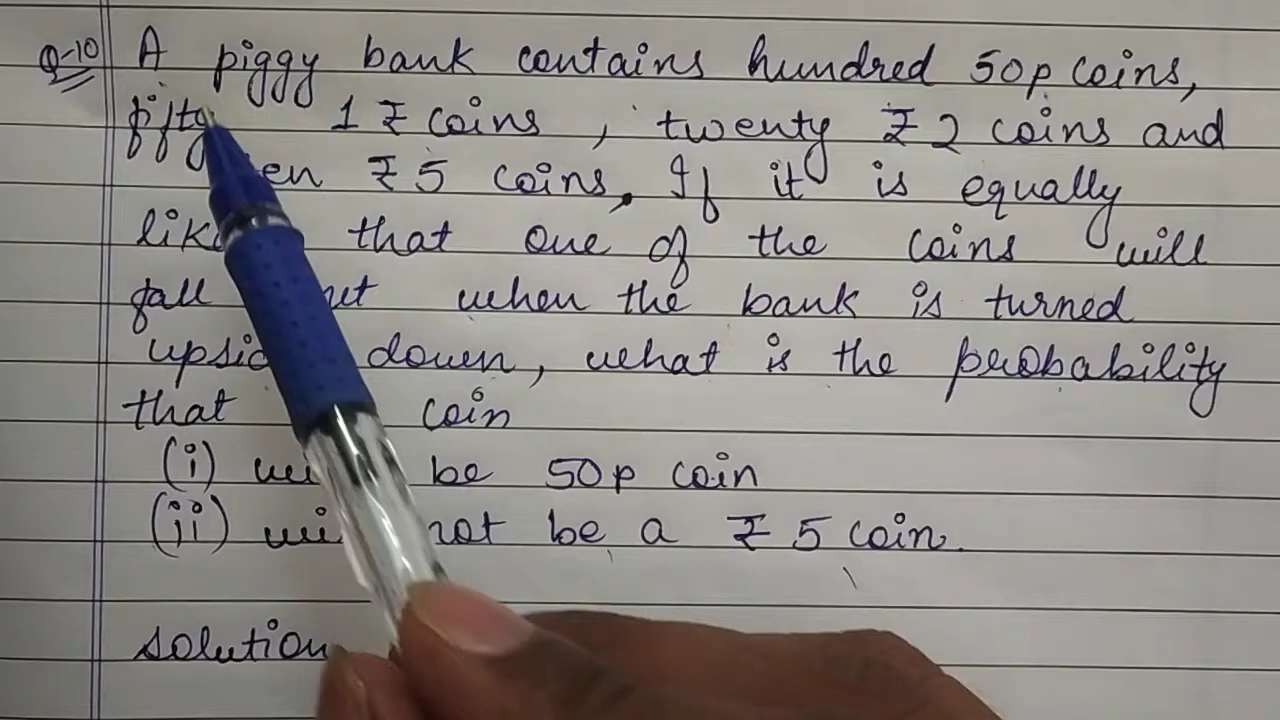 Q-10 A piggy bank contains hundred 50p coins,
fifty 1 ₹ coins, twenty ₹ 2 coins and
₹ 5 coins, If it is equally
that one of the coins will
fall when the bank is turned
down, what is the probability
that coin
(i) be 50p coin
(ii) not be a ₹ 5 coin.
solution